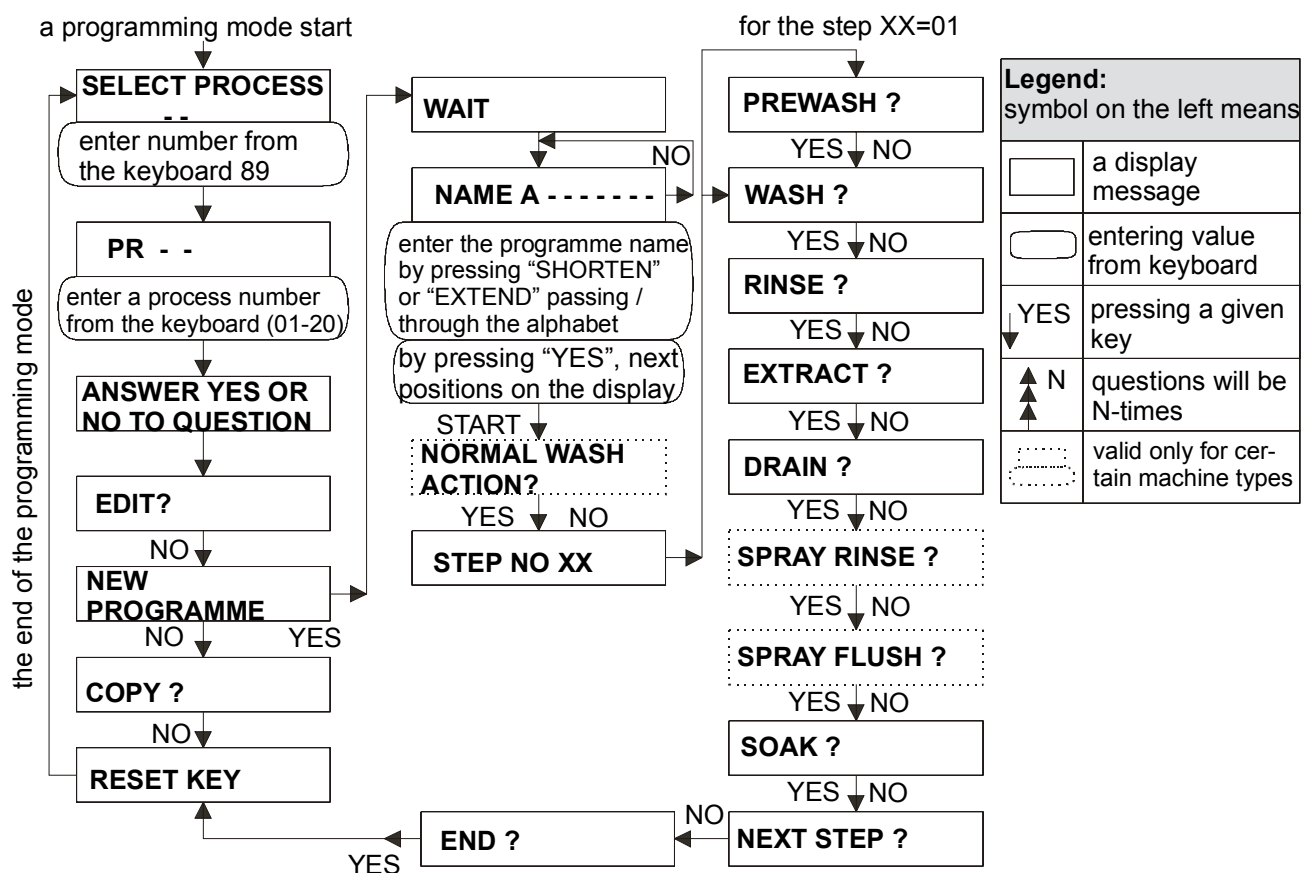 a programming mode start
SELECT PROCESS
- -
enter number from
the keyboard 89
PR - -
enter a process number
from the keyboard (01-20)
ANSWER YES OR
NO TO QUESTION
EDIT?
NO
NEW
PROGRAMME
NO
YES
COPY ?
NO
RESET KEY
the end of the programming mode
WAIT
NO
NAME A - - - - - - -
enter the programme name
by pressing “SHORTEN”
or “EXTEND” passing /
through the alphabet
by pressing “YES”, next
positions on the display
START
NORMAL WASH
ACTION?
YES NO
STEP NO XX
for the step XX=01
PREWASH ?
YES NO
WASH ?
YES NO
RINSE ?
YES NO
EXTRACT ?
YES NO
DRAIN ?
YES NO
SPRAY RINSE ?
YES NO
SPRAY FLUSH ?
YES NO
SOAK ?
YES NO
NEXT STEP ?
NO
END ?
YES
Legend:
symbol on the left means
a display
message
entering value
from keyboard
YES
pressing a given
key
N
questions will be
N-times
valid only for cer-
tain machine types